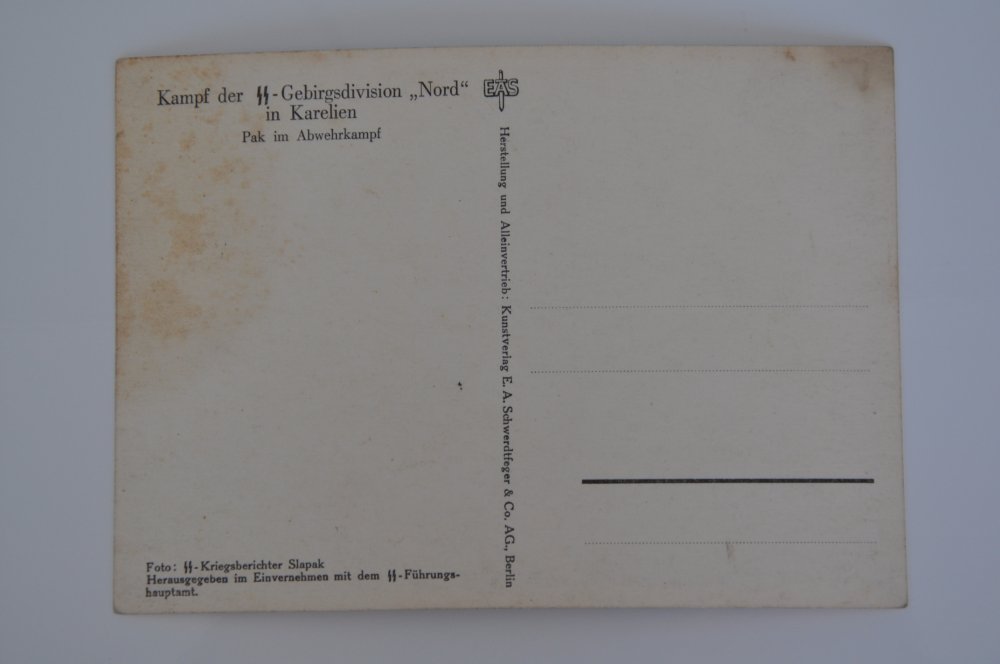 Kampf der SS-Gebirgsdivision „Nord“
in Karelien
Pak im Abwehrkampf
EAS
Herstellung und Alleinvertrieb: Kunstverlag E. A. Schwerdtfeger & Co. AG., Berlin
Foto: SS-Kriegsberichter Slapak
Herausgegeben im Einvernehmen mit dem SS-Führungs-
hauptamt.